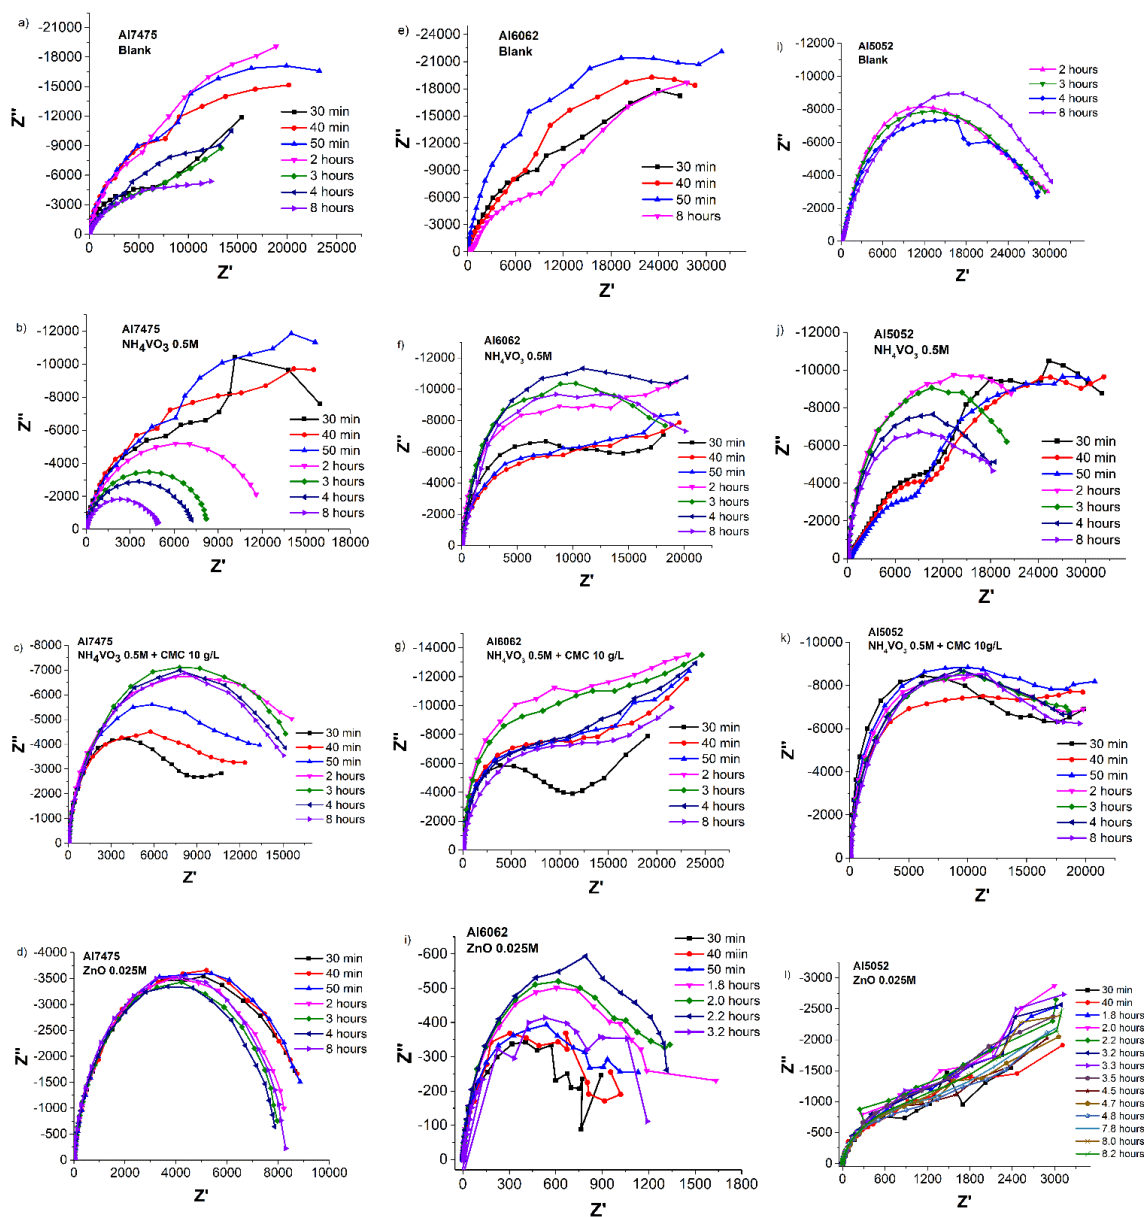 a)
Al7475
Blank
Z''
-21000
-18000
-15000
-12000
-9000
-6000
-3000
0
30 min
40 min
50 min
2 hours
3 hours
4 hours
8 hours
0 5000 10000 15000 20000 25000
Z'
e)
Al6062
Blank
Z''
-24000
-21000
-18000
-15000
-12000
-9000
-6000
-3000
0
30 min
40 min
50 min
8 hours
6000 12000 18000 24000 30000
Z'
i)
Al5052
Blank
Z''
-12000
-10000
-8000
-6000
-4000
-2000
0
2 hours
3 hours
4 hours
8 hours
0 6000 12000 18000 24000 30000
Z'
b)
Al7475
NH4VO3 0.5M
Z''
-12000
-10000
-8000
-6000
-4000
-2000
0
30 min
40 min
50 min
2 hours
3 hours
4 hours
8 hours
0 3000 6000 9000 12000 15000 18000
Z'
f)
Al6062
NH4VO3 0.5M
Z''
-12000
-10000
-8000
-6000
-4000
-2000
0
30 min
40 min
50 min
2 hours
3 hours
4 hours
8 hours
0 5000 10000 15000 20000
Z'
j)
Al5052
NH4VO3 0.5M
Z''
-12000
-10000
-8000
-6000
-4000
-2000
0
30 min
40 min
50 min
2 hours
3 hours
4 hours
8 hours
0 6000 12000 18000 24000 30000
Z'
c)
Al7475
NH4VO3 0.5M + CMC 10 g/L
Z''
-8000
-7000
-6000
-5000
-4000
-3000
-2000
-1000
0
30 min
40 min
50 min
2 hours
3 hours
4 hours
8 hours
0 3000 6000 9000 12000 15000
Z'
g)
Al6062
NH4VO3 0.5M + CMC 10 g/L
Z''
-14000
-12000
-10000
-8000
-6000
-4000
-2000
0
30 min
40 min
50 min
2 hours
3 hours
4 hours
8 hours
0 5000 10000 15000 20000 25000
Z'
k)
Al5052
NH4VO3 0.5M + CMC 10g/L
Z''
-10000
-8000
-6000
-4000
-2000
0
30 min
40 min
50 min
2 hours
3 hours
4 hours
8 hours
0 5000 10000 15000 20000
Z'
d)
Al7475
ZnO 0.025M
Z''
-4000
-3500
-3000
-2500
-2000
-1500
-1000
-500
0
30 min
40 min
50 min
2 hours
3 hours
4 hours
8 hours
0 2000 4000 6000 8000 10000
Z'
i)
Al6062
ZnO 0.025M
Z''
-600
-500
-400
-300
-200
-100
0
30 min
40 min
50 min
1.8 hours
2.0 hours
2.2 hours
3.2 hours
0 300 600 900 1200 1500 1800
Z'
l)
Al5052
ZnO 0.025M
Z''
-3000
-2500
-2000
-1500
-1000
-500
0
30 min
40 min
1.8 hours
2.0 hours
2.2 hours
3.2 hours
3.3 hours
3.5 hours
4.5 hours
4.7 hours
4.8 hours
7.8 hours
8.0 hours
8.2 hours
0 600 1200 1800 2400 3000
Z'